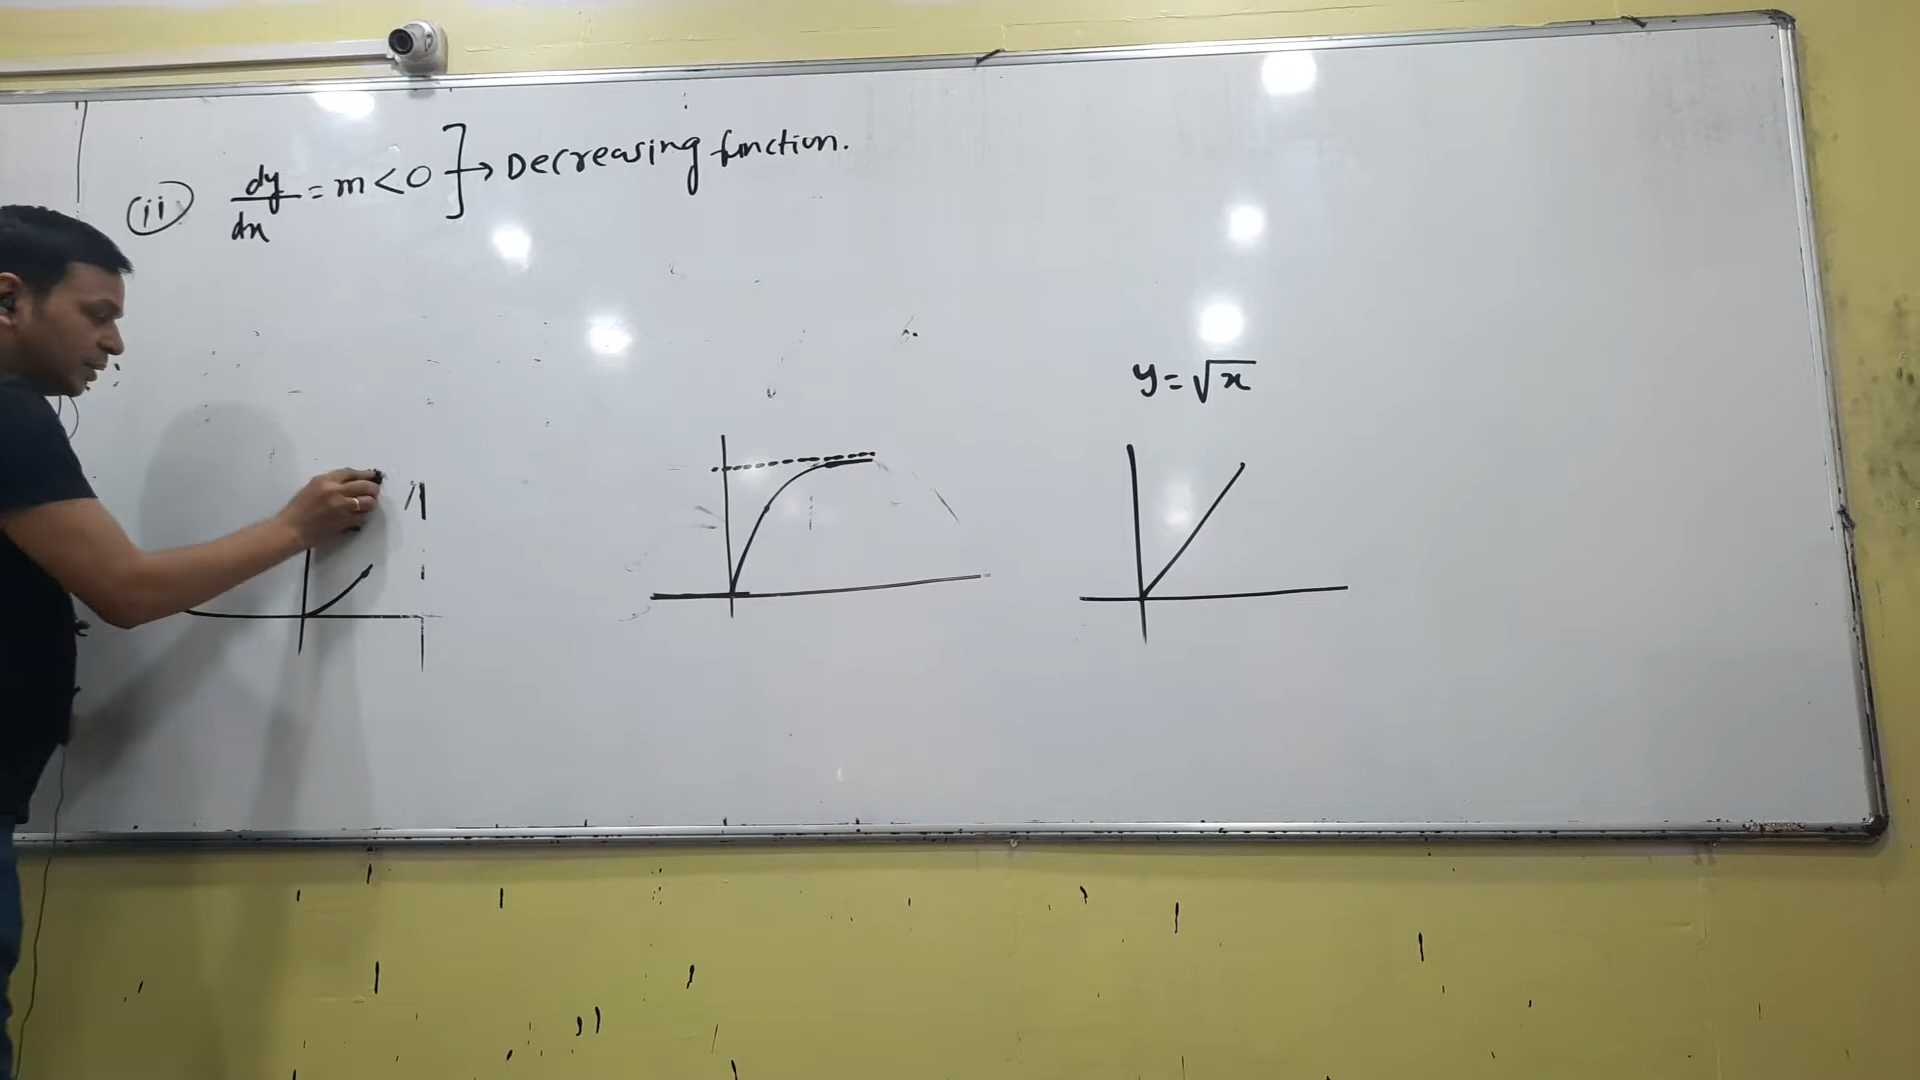 (ii) dy/dx = m < 0 ] → Decreasing function.
y = √x